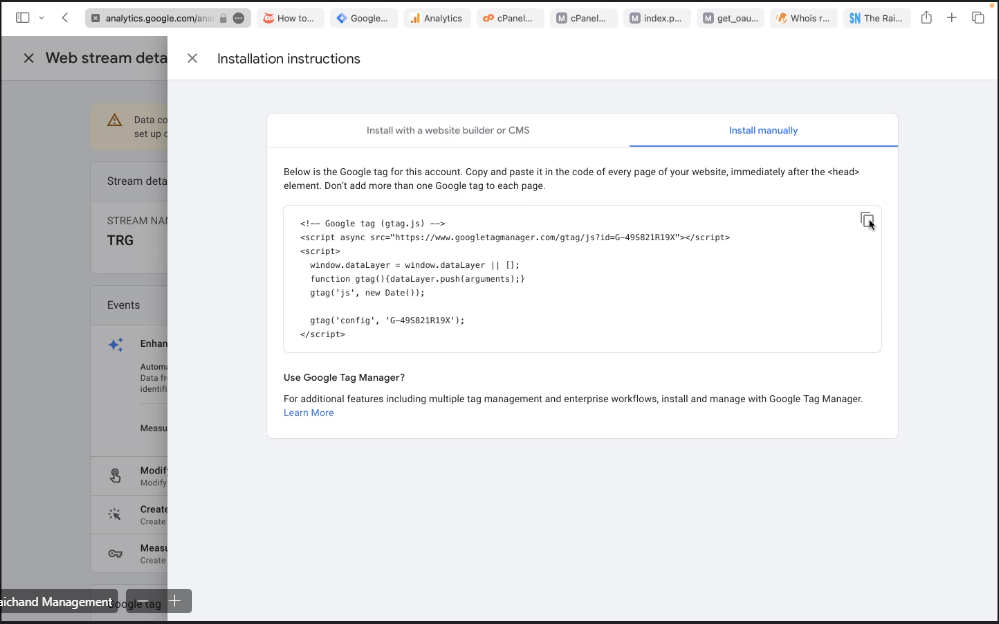 analytics.google.com/anal
How to...
Google...
Analytics
cPanel...
cPanel...
index.p...
get_oau...
Whois r...
The Rai...
Web stream deta
Installation instructions
Data co
set up c
Install with a website builder or CMS
Install manually
Below is the Google tag for this account. Copy and paste it in the code of every page of your website, immediately after the <head>
element. Don't add more than one Google tag to each page.
Stream deta
STREAM NAM
TRG
<!-- Google tag (gtag.js) -->
<script async src="https://www.googletagmanager.com/gtag/js?id=G-49S821R19X"></script>
<script>
window.dataLayer = window.dataLayer || [];
function gtag(){dataLayer.push(arguments);}
gtag('js', new Date());
gtag('config', 'G-49S821R19X');
</script>
Events
Enhan
Automa
Data fr
identifi
Measu
Use Google Tag Manager?
For additional features including multiple tag management and enterprise workflows, install and manage with Google Tag Manager.
Learn More
Modif
Modify
Create
Create
Measu
Create
aichand Management
Google tag